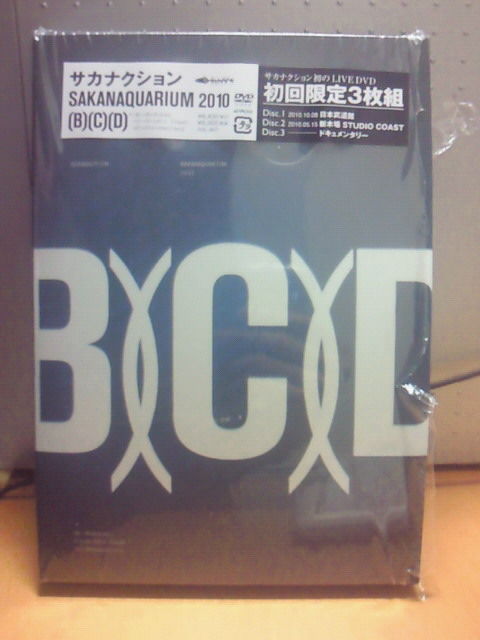 サカナクション
SAKANAQUARIUM 2010
(B)(C)(D)
DVD
サカナクション初のLIVE DVD
初回限定3枚組
Disc.1 2010.10.08 日本武道館
Disc.2 2010.05.15 新木場 STUDIO COAST
Disc.3 ドキュメンタリー
B)(C)(D